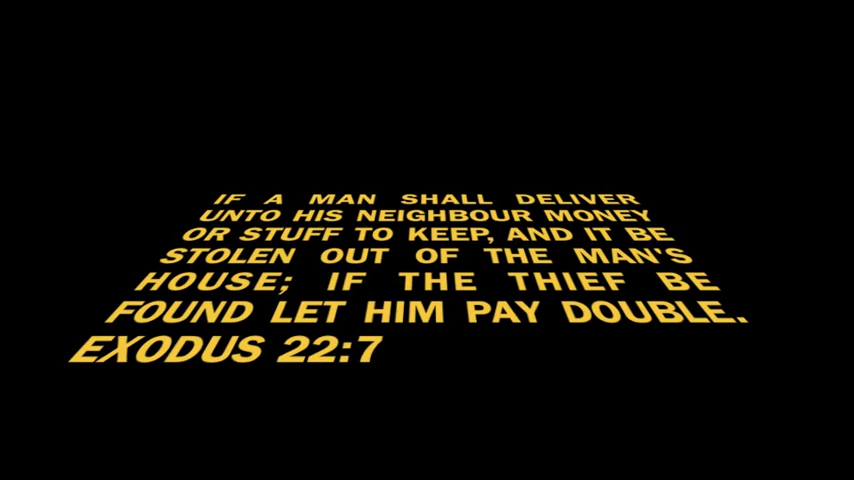 IF A MAN SHALL DELIVER
UNTO HIS NEIGHBOUR MONEY
OR STUFF TO KEEP, AND IT BE
STOLEN OUT OF THE MAN'S
HOUSE; IF THE THIEF BE
FOUND LET HIM PAY DOUBLE.
EXODUS 22:7